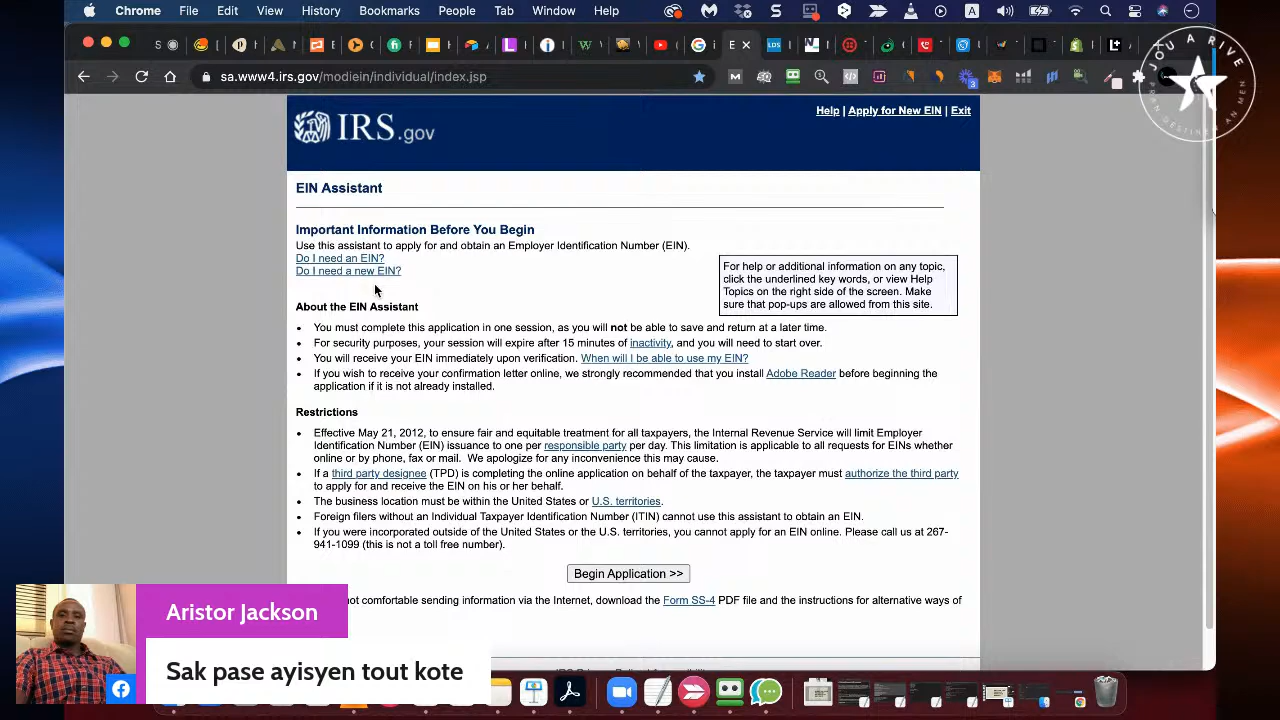 Chrome File Edit View History Bookmarks People Tab Window Help
sa.www4.irs.gov/modiein/individual/index.jsp
JOU A RIVE
PRAN DESTINEW AN MEN
IRS.gov
Help | Apply for New EIN | Exit
EIN Assistant
Important Information Before You Begin
Use this assistant to apply for and obtain an Employer Identification Number (EIN).
Do I need an EIN?
Do I need a new EIN?
For help or additional information on any topic,
click the underlined key words, or view Help
Topics on the right side of the screen. Make
sure that pop-ups are allowed from this site.
About the EIN Assistant
• You must complete this application in one session, as you will not be able to save and return at a later time.
• For security purposes, your session will expire after 15 minutes of inactivity, and you will need to start over.
• You will receive your EIN immediately upon verification. When will I be able to use my EIN?
• If you wish to receive your confirmation letter online, we strongly recommended that you install Adobe Reader before beginning the
application if it is not already installed.
Restrictions
• Effective May 21, 2012, to ensure fair and equitable treatment for all taxpayers, the Internal Revenue Service will limit Employer
Identification Number (EIN) issuance to one per responsible party per day. This limitation is applicable to all requests for EINs whether
online or by phone, fax or mail. We apologize for any inconvenience this may cause.
• If a third party designee (TPD) is completing the online application on behalf of the taxpayer, the taxpayer must authorize the third party
to apply for and receive the EIN on his or her behalf.
• The business location must be within the United States or U.S. territories.
• Foreign filers without an Individual Taxpayer Identification Number (ITIN) cannot use this assistant to obtain an EIN.
• If you were incorporated outside of the United States or the U.S. territories, you cannot apply for an EIN online. Please call us at 267-
941-1099 (this is not a toll free number).
Begin Application >>
not comfortable sending information via the Internet, download the Form SS-4 PDF file and the instructions for alternative ways of
Aristor Jackson
Sak pase ayisyen tout kote